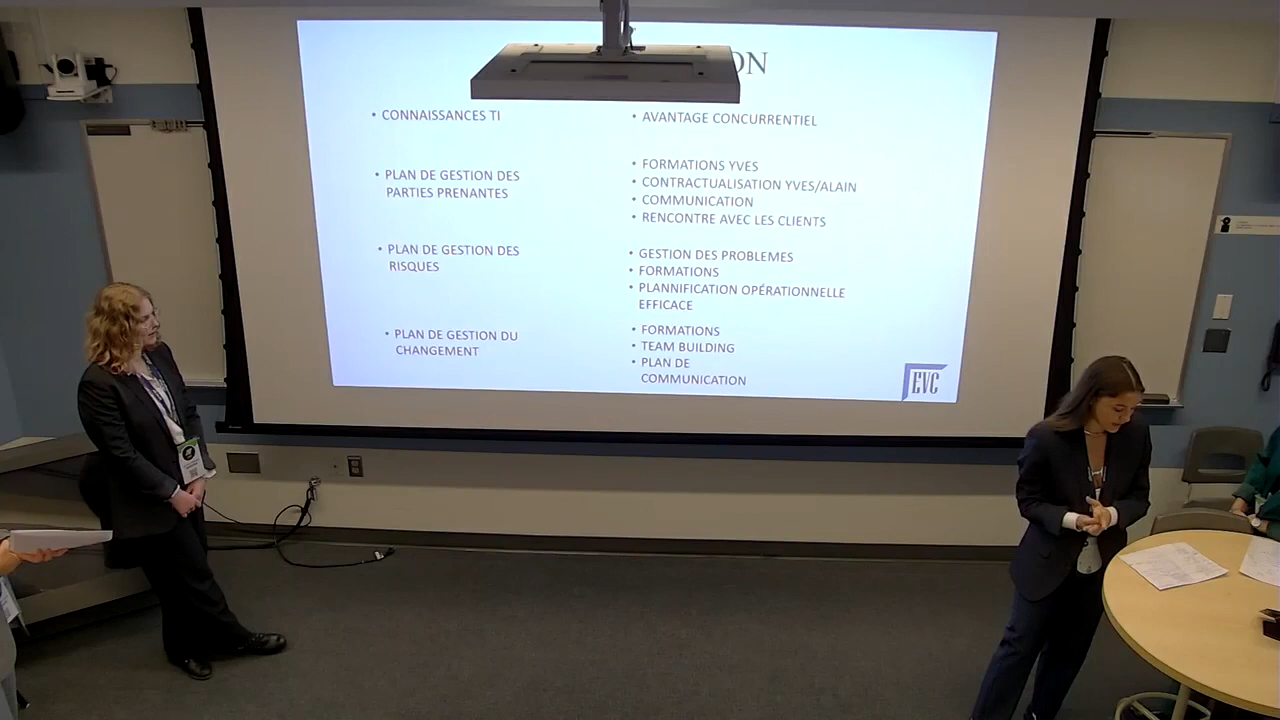 ON
• CONNAISSANCES TI
• AVANTAGE CONCURRENTIEL
• PLAN DE GESTION DES
PARTIES PRENANTES
• FORMATIONS YVES
• CONTRACTUALISATION YVES/ALAIN
• COMMUNICATION
• RENCONTRE AVEC LES CLIENTS
• PLAN DE GESTION DES
RISQUES
• GESTION DES PROBLEMES
• FORMATIONS
• PLANNIFICATION OPÉRATIONNELLE
EFFICACE
• PLAN DE GESTION DU
CHANGEMENT
• FORMATIONS
• TEAM BUILDING
• PLAN DE
COMMUNICATION
EVC